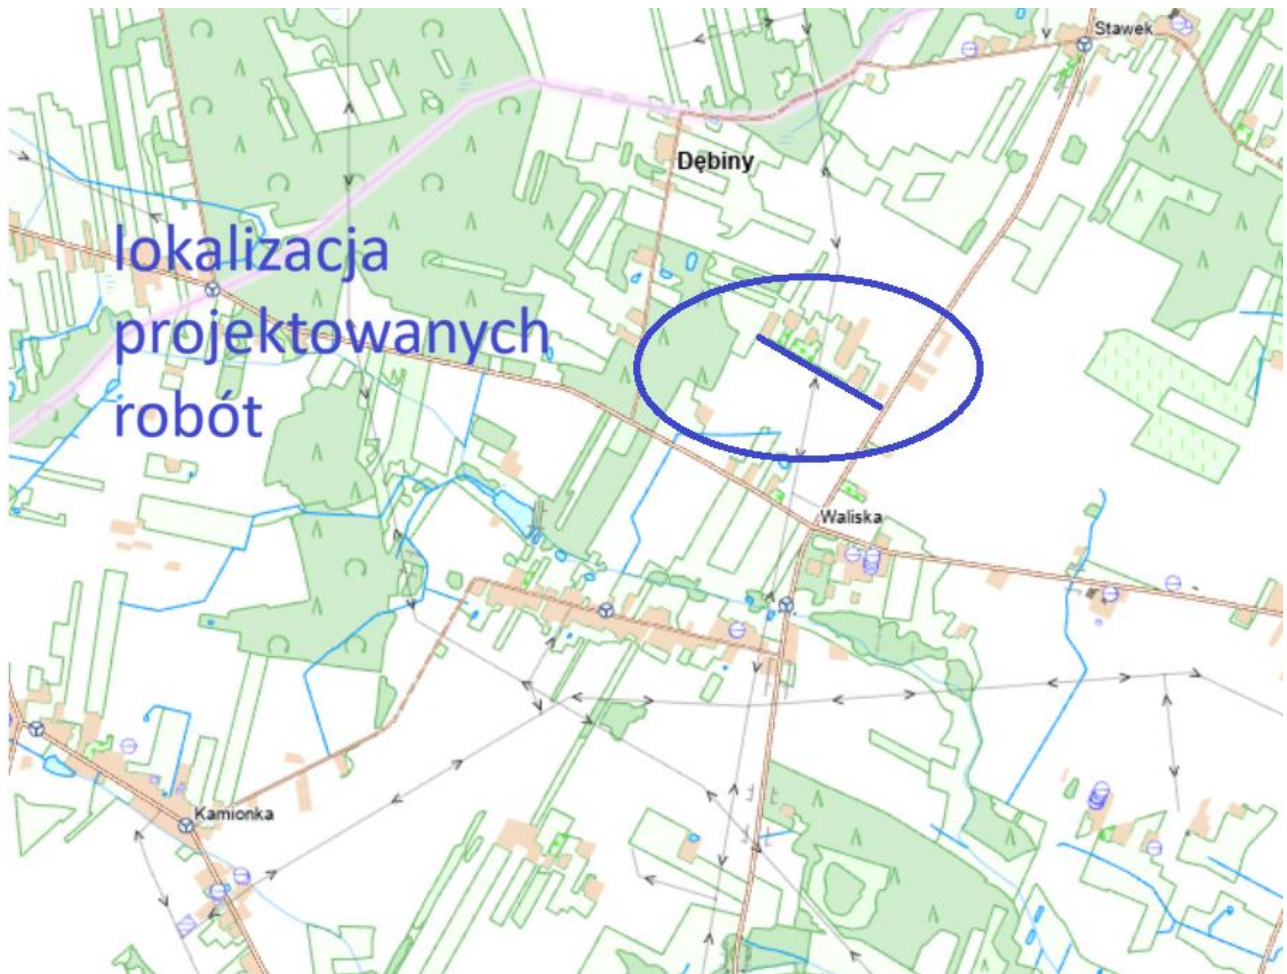 Stawek
Dębiny
lokalizacja
projektowanych
robót
Waliska
Kamionka